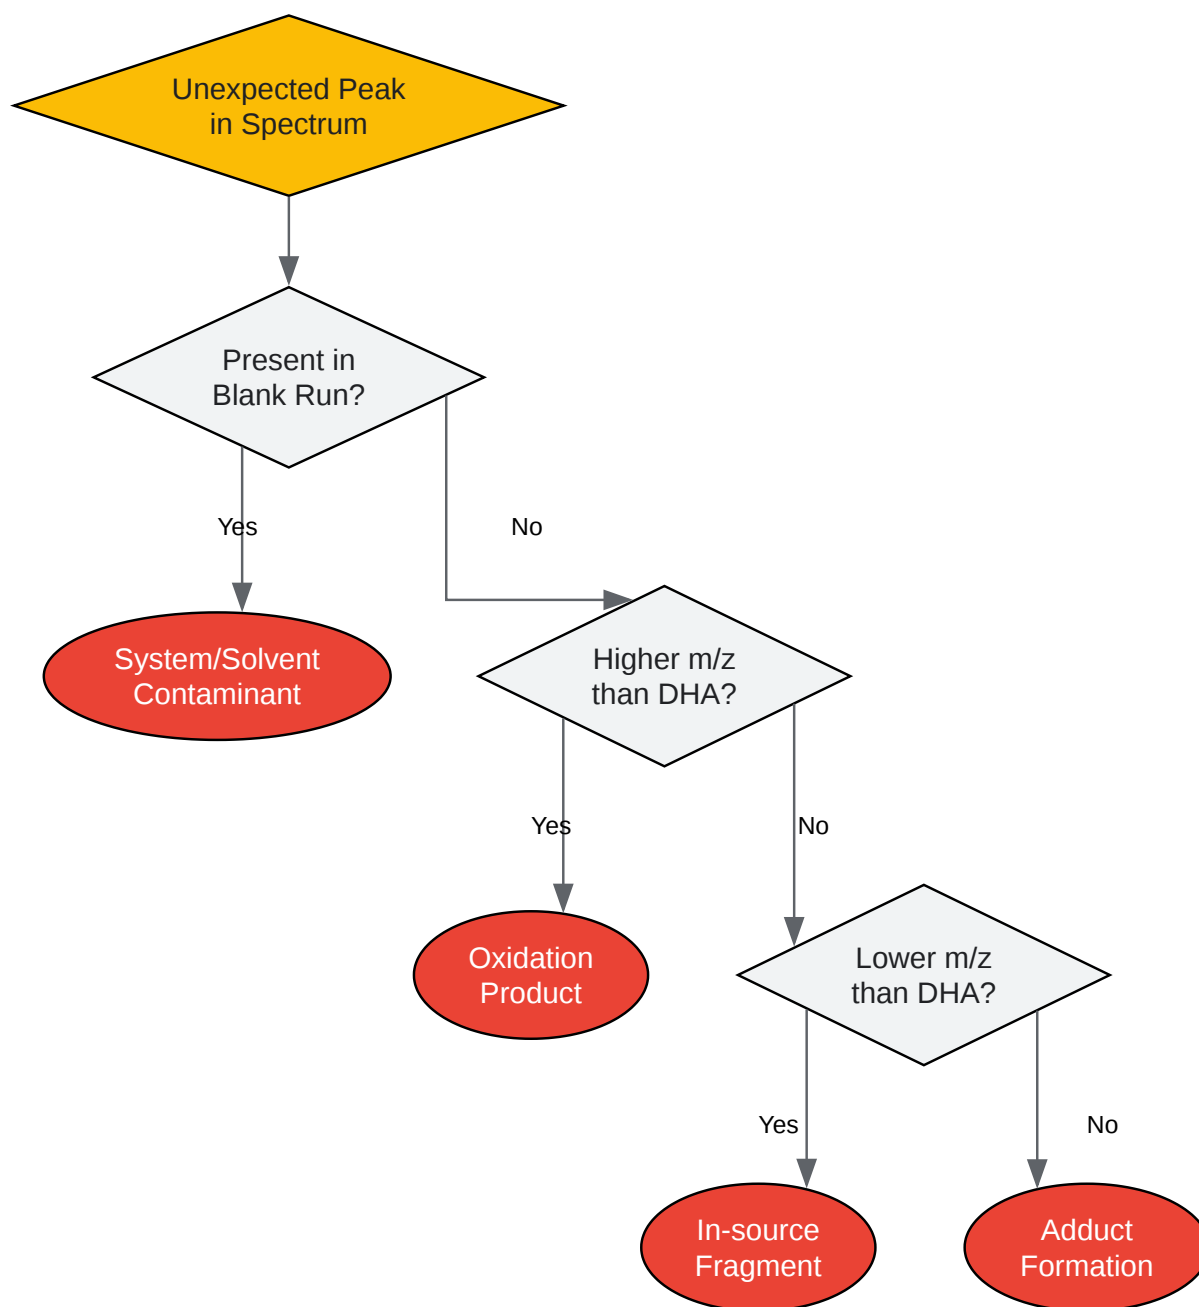 Unexpected Peak
in Spectrum
Present in
Blank Run?
Yes
No
System/Solvent
Contaminant
Higher m/z
than DHA?
Yes
No
Oxidation
Product
Lower m/z
than DHA?
Yes
No
In-source
Fragment
Adduct
Formation